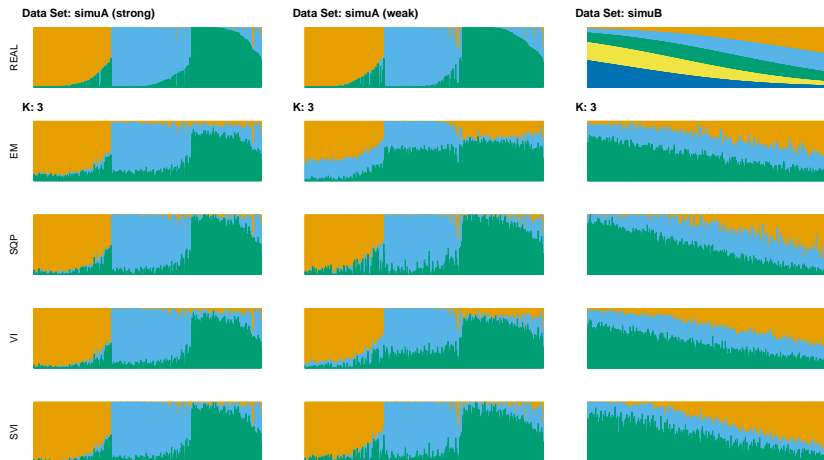 Data Set: simuA (strong)
Data Set: simuA (weak)
Data Set: simuB
REAL
K: 3
K: 3
K: 3
EM
SQP
VI
SVI